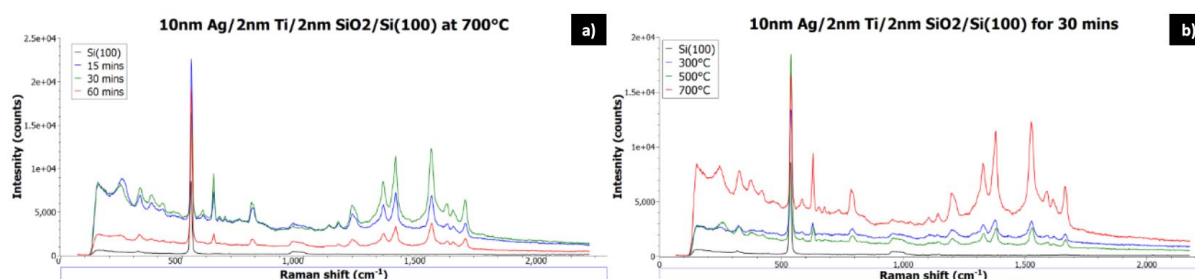 10nm Ag/2nm Ti/2nm SiO2/Si(100) at 700°C
a)
Si(100)
15 mins
30 mins
60 mins
Intesnity (counts)
2.5e+04
2e+04
1.5e+04
1e+04
5,000
0
0
500
1,000
1,500
2,000
Raman shift (cm-1)
10nm Ag/2nm Ti/2nm SiO2/Si(100) for 30 mins
b)
Si(100)
300°C
500°C
700°C
Intesnity (counts)
2e+04
1.5e+04
1e+04
5,000
0
0
500
1,000
1,500
2,000
Raman shift (cm-1)